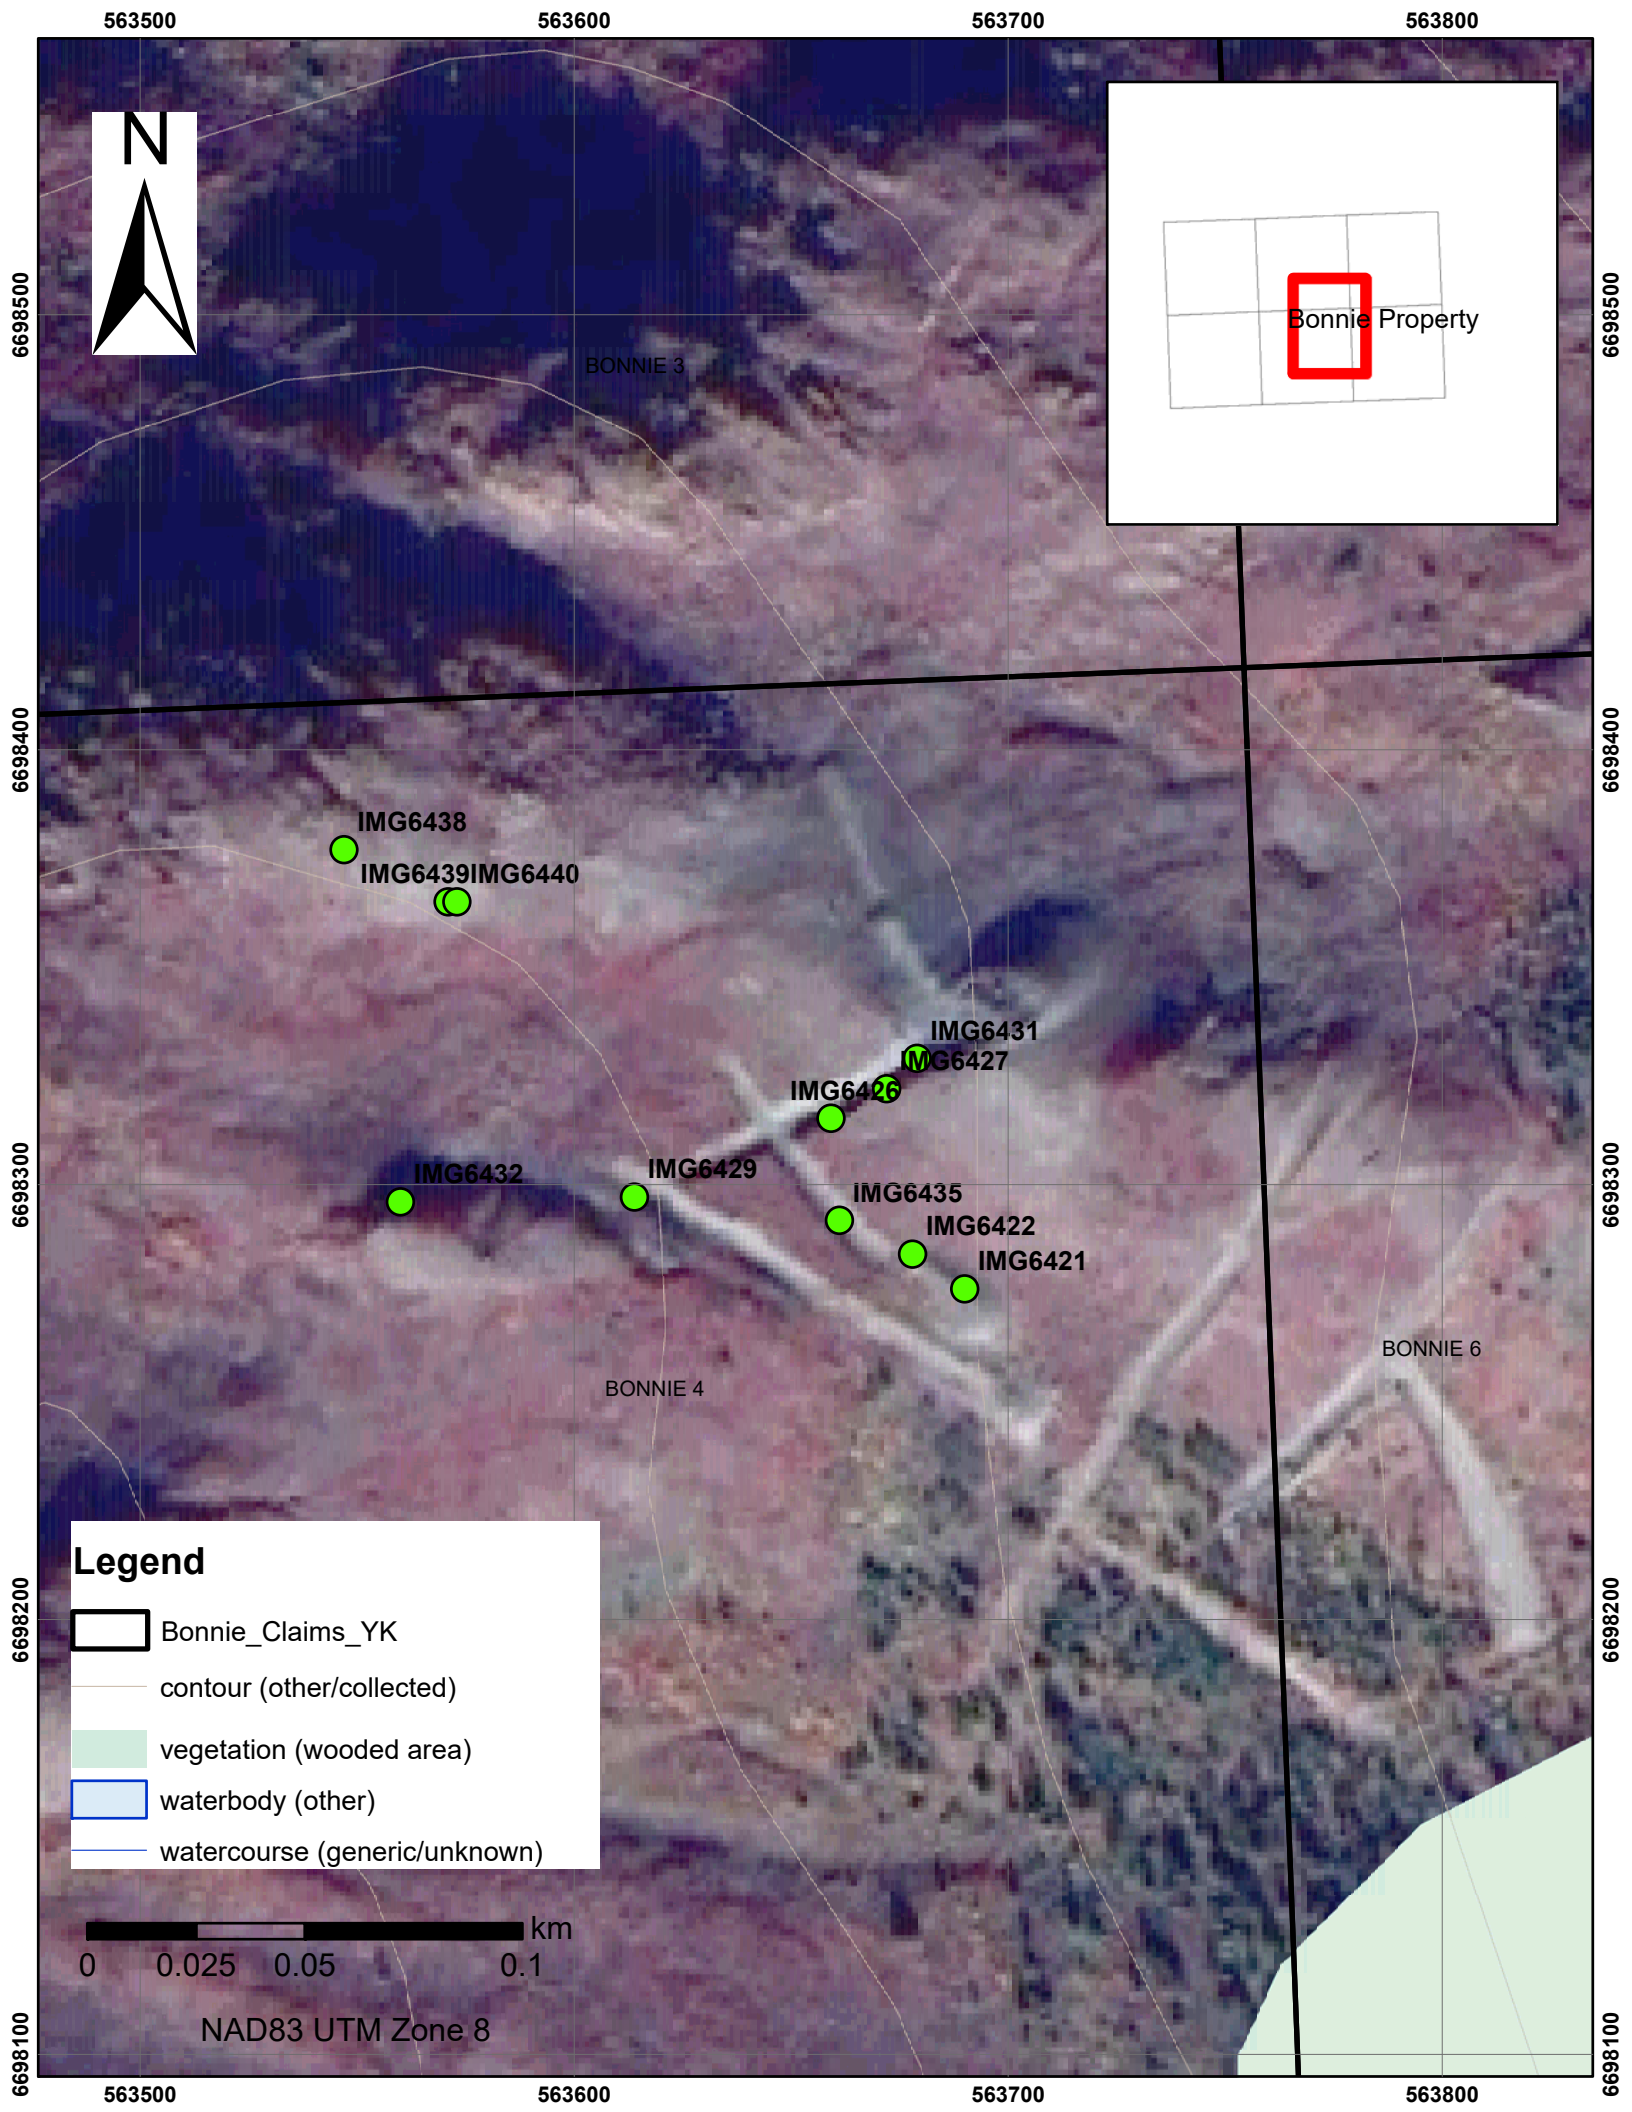 563500 563600 563700 563800
N
6698500 6698500
Bonnie Property
BONNIE 3
6698400 6698400
IMG6438
IMG6439 IMG6440
IMG6431
IMG6427
IMG6426
IMG6429
IMG6432
6698300 6698300
IMG6435
IMG6422
IMG6421
BONNIE 6
BONNIE 4
6698200 6698200
Legend
Bonnie_Claims_YK
contour (other/collected)
vegetation (wooded area)
waterbody (other)
watercourse (generic/unknown)
km
0 0.025 0.05 0.1
NAD83 UTM Zone 8
6698100 6698100
563500 563600 563700 563800